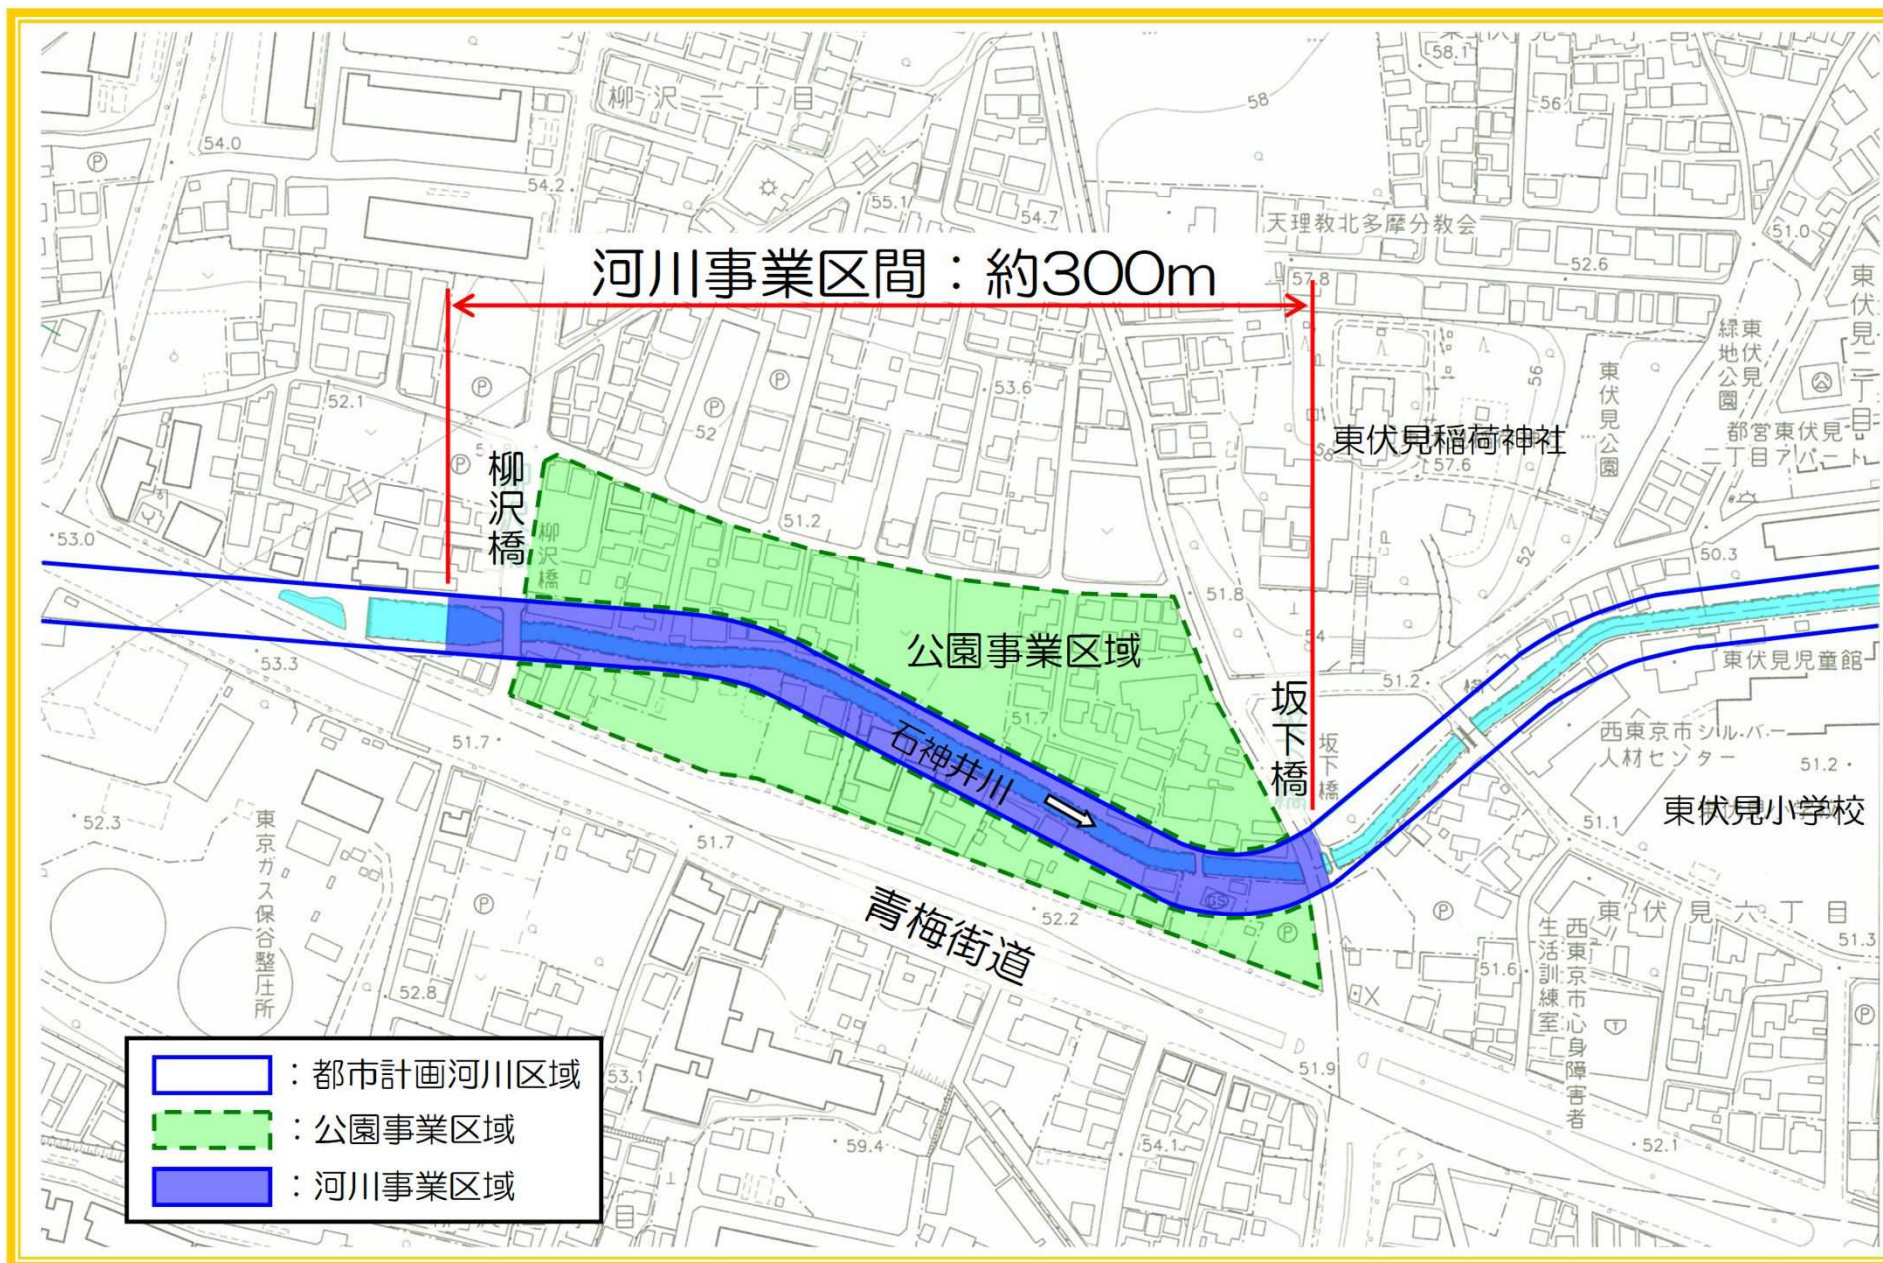 柳沢一丁目
58.1
56
58
54.0
54.2
55.1
54.7
天理教北多摩分教会
51.0
52.6
57.8
河川事業区間：約300m
東伏見二丁目
53.6
52
52.1
56
東伏見公園
東伏見
緑地公園
都営東伏見
二丁目アパート
東伏見稲荷神社
57.6
柳沢橋
柳沢橋
51.2
53.0
52
50.3
51.8
54
公園事業区域
53.3
51.2
東伏見児童館
51.7
51.7
坂下橋
坂下橋
石神井川
西東京市シルバー
人材センター
51.2
東伏見小学校
51.1
52.3
東京ガス保谷整圧所
51.7
52.2
青梅街道
東伏見六丁目
51.3
51.6
西東京市心身障害者
生活訓練室
52.8
51.9
53.1
59.4
54.1
52.1
：都市計画河川区域
：公園事業区域
：河川事業区域